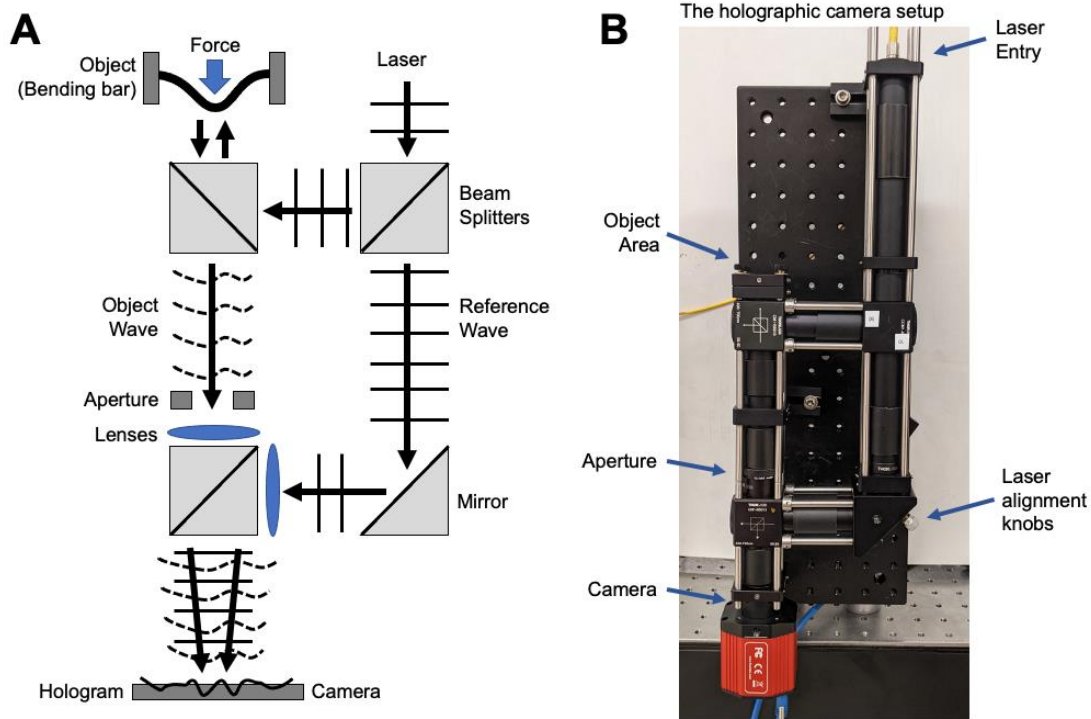 A
Force
Object
(Bending bar)
Laser
Beam
Splitters
Object
Wave
Reference
Wave
Aperture
Lenses
Mirror
Hologram
Camera
B
The holographic camera setup
Laser
Entry
Object
Area
Aperture
Laser
alignment
knobs
Camera